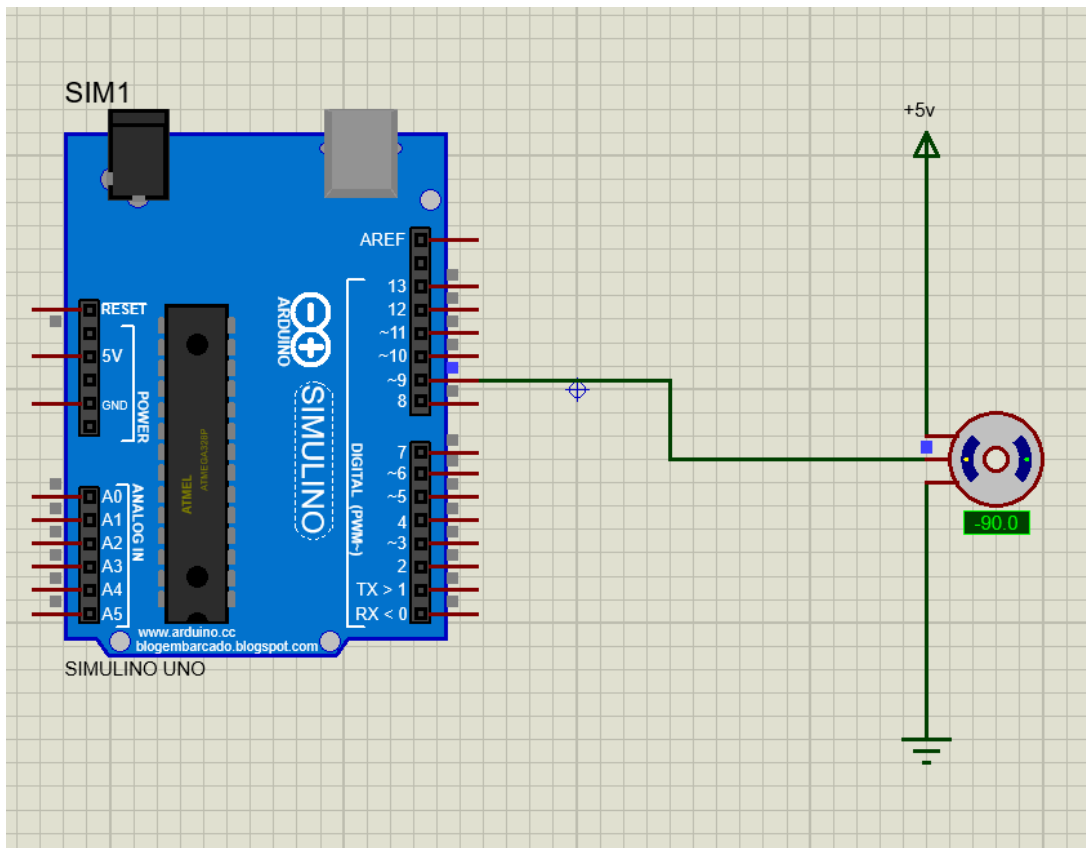 SIM1
+5v
AREF
13
12
~11
~10
~9
8
RESET
5V
GND
POWER
ARDUINO
SIMULINO
ATMEL
ATMEGA328P
DIGITAL (PWM~)
7
~6
~5
4
~3
2
TX > 1
RX < 0
ANALOG IN
A0
A1
A2
A3
A4
A5
-90.0
www.arduino.cc
blogembarcado.blogspot.com
SIMULINO UNO